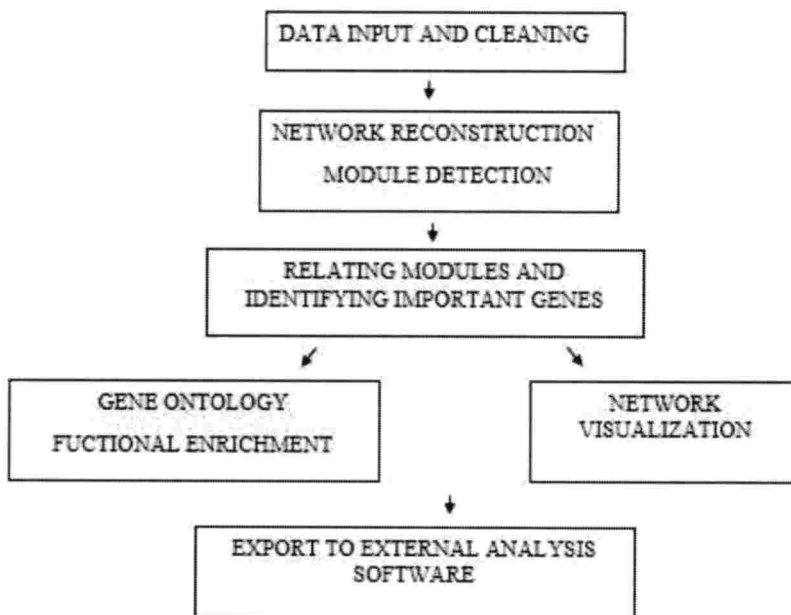 DATA INPUT AND CLEANING
NETWORK RECONSTRUCTION
MODULE DETECTION
RELATING MODULES AND
IDENTIFYING IMPORTANT GENES
GENE ONTOLOGY
FUCTIONAL ENRICHMENT
NETWORK
VISUALIZATION
EXPORT TO EXTERNAL ANALYSIS
SOFTWARE